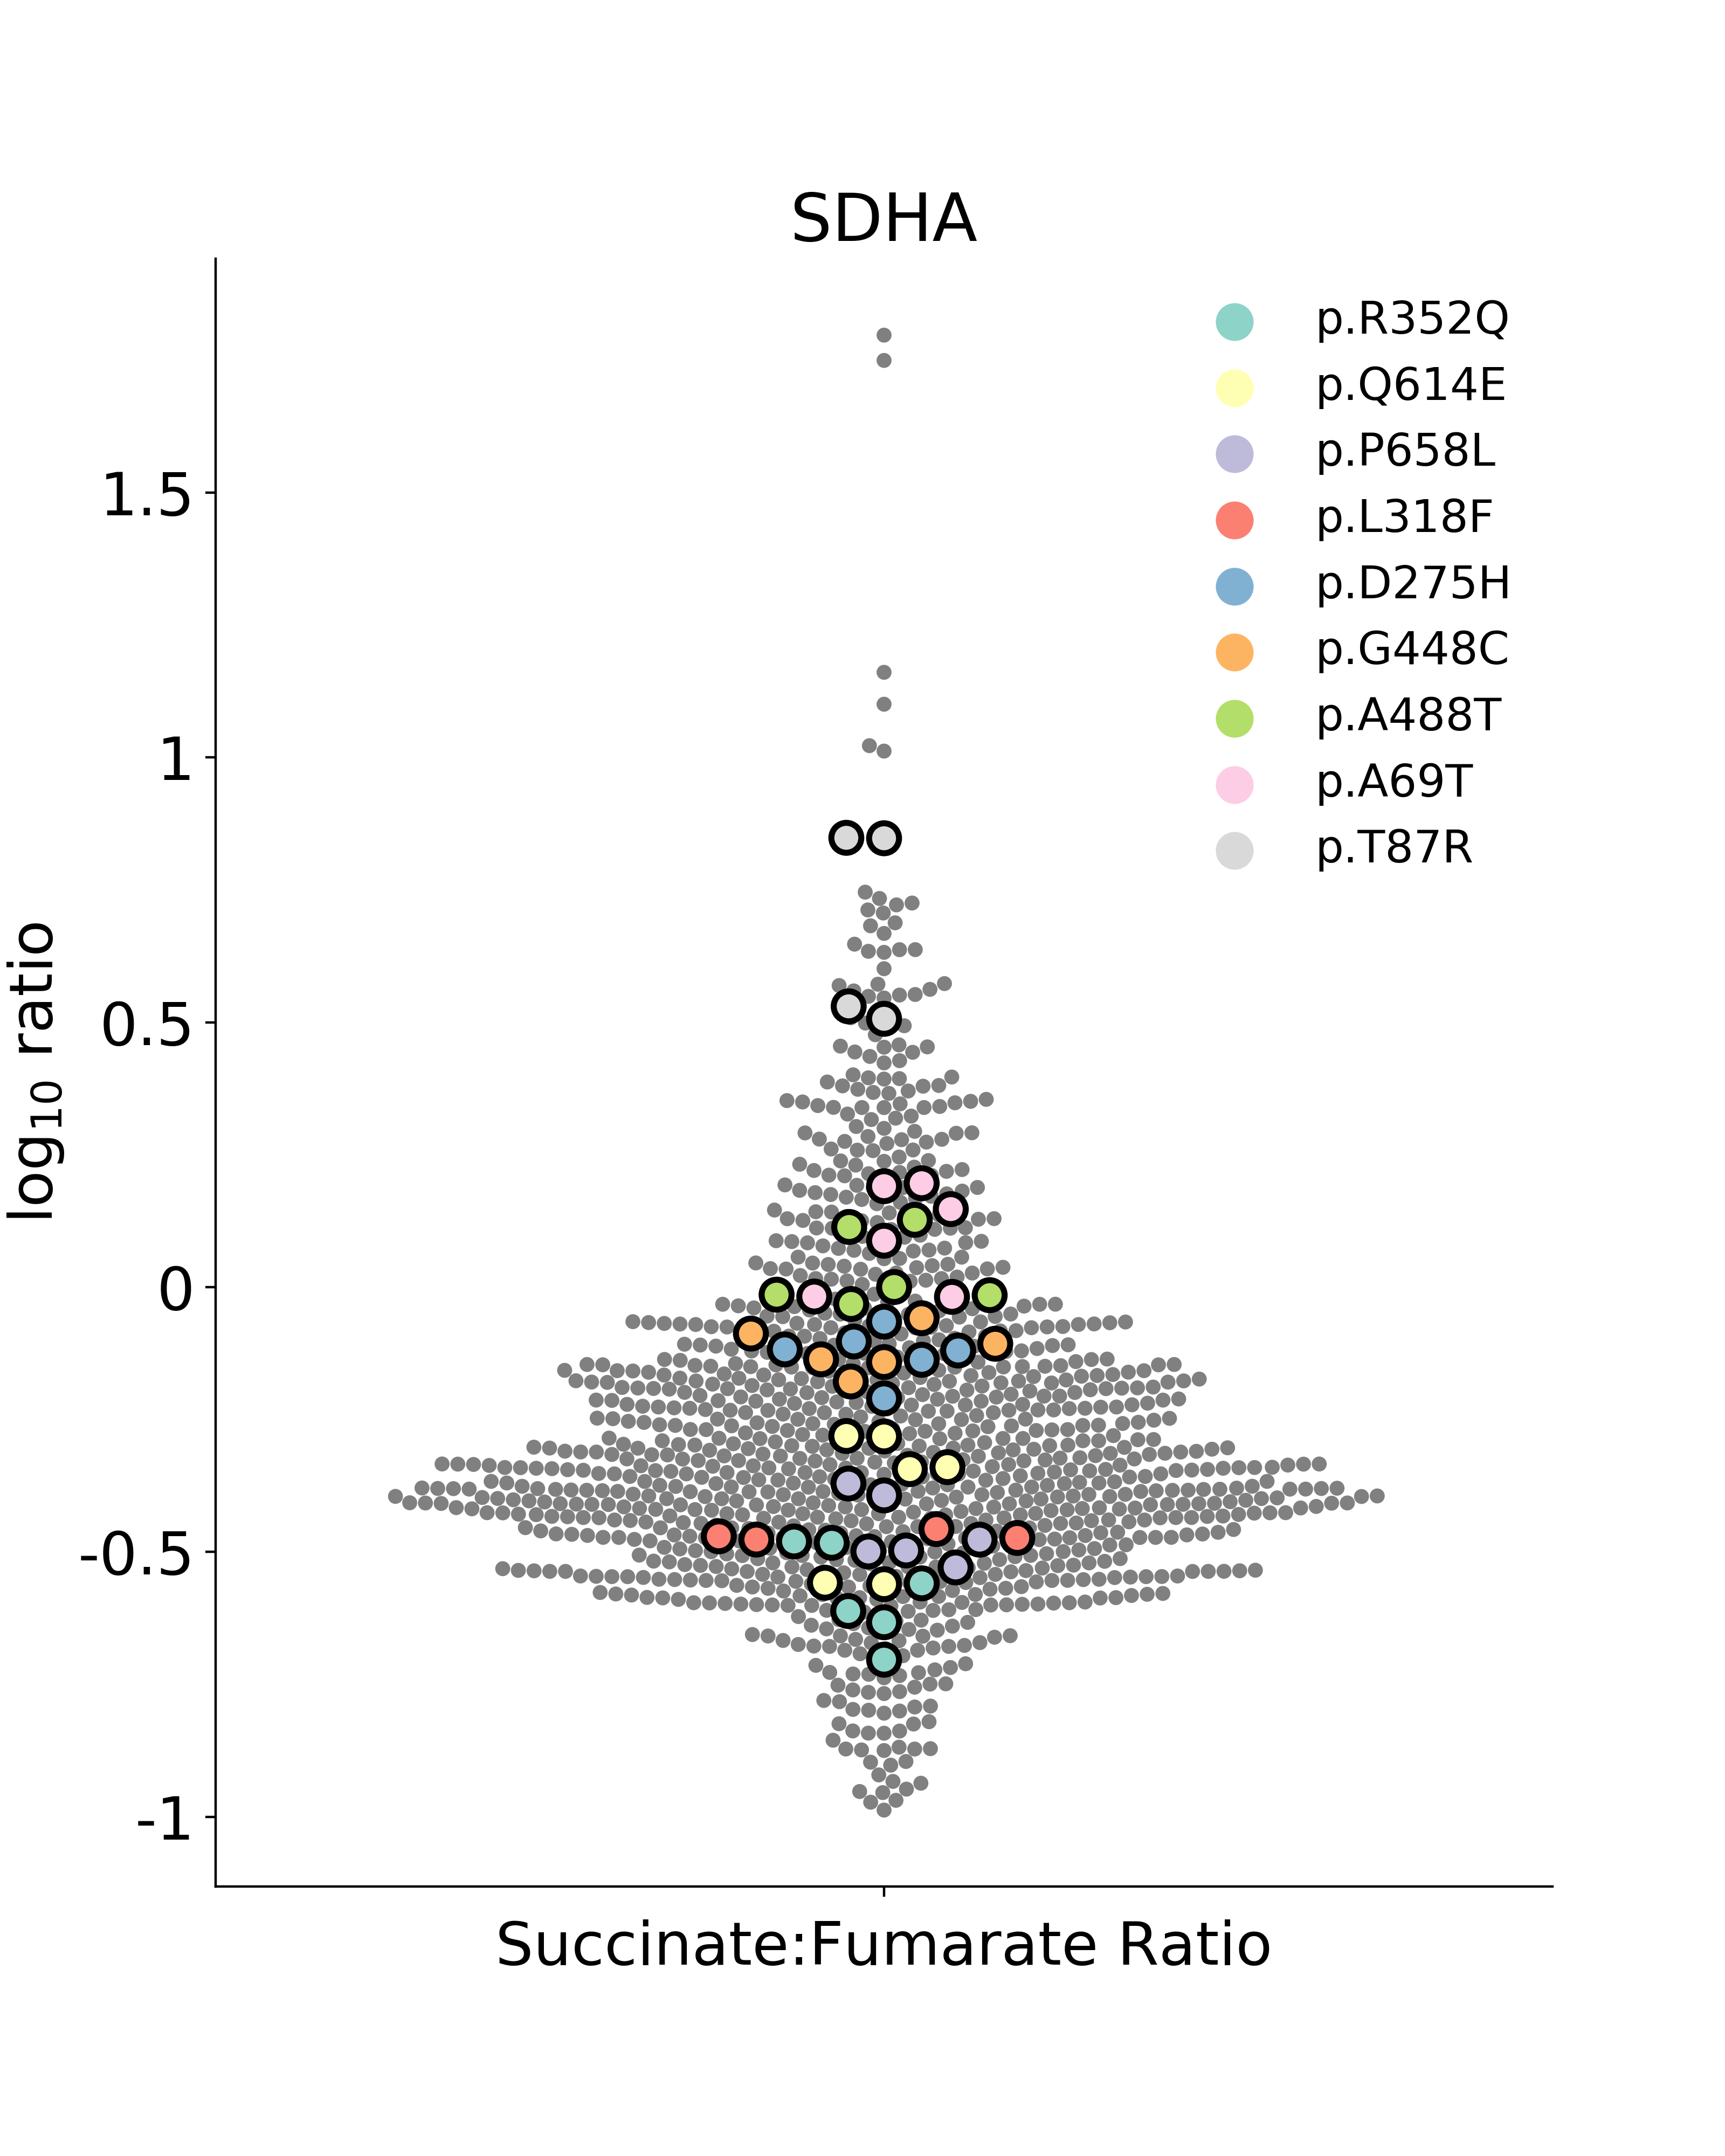 SDHA
p.R352Q
p.Q614E
p.P658L
p.L318F
p.D275H
p.G448C
p.A488T
p.A69T
p.T87R
1.5
1
0.5
0
-0.5
-1
log₁₀ ratio
Succinate:Fumarate Ratio